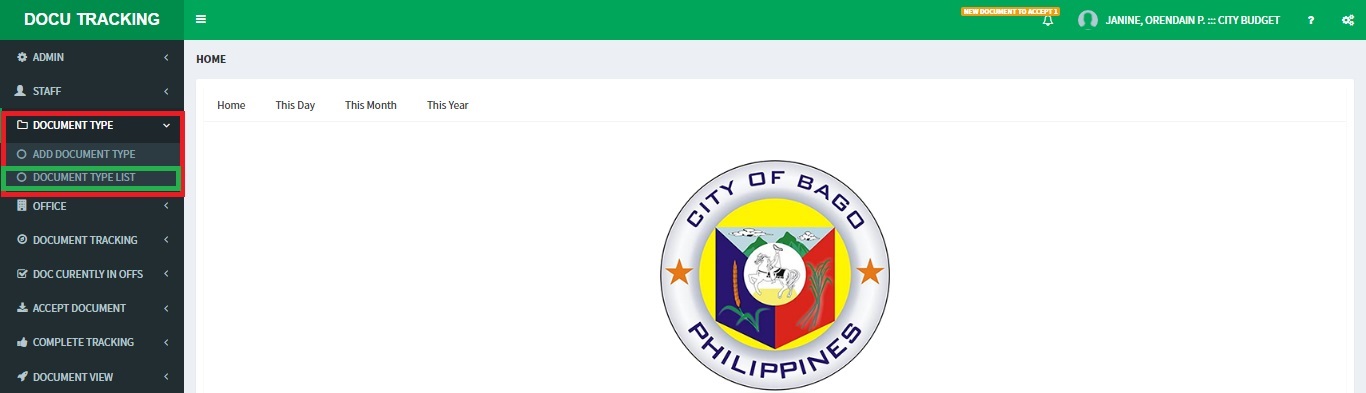 DOCU TRACKING
NEW DOCUMENT TO ACCEPT 1
JANINE, ORENDAIN P. ::: CITY BUDGET
?
ADMIN
STAFF
DOCUMENT TYPE
ADD DOCUMENT TYPE
DOCUMENT TYPE LIST
OFFICE
DOCUMENT TRACKING
DOC CURENTLY IN OFFS
ACCEPT DOCUMENT
COMPLETE TRACKING
DOCUMENT VIEW
HOME
Home This Day This Month This Year
CITY OF BAGO
PHILIPPINES